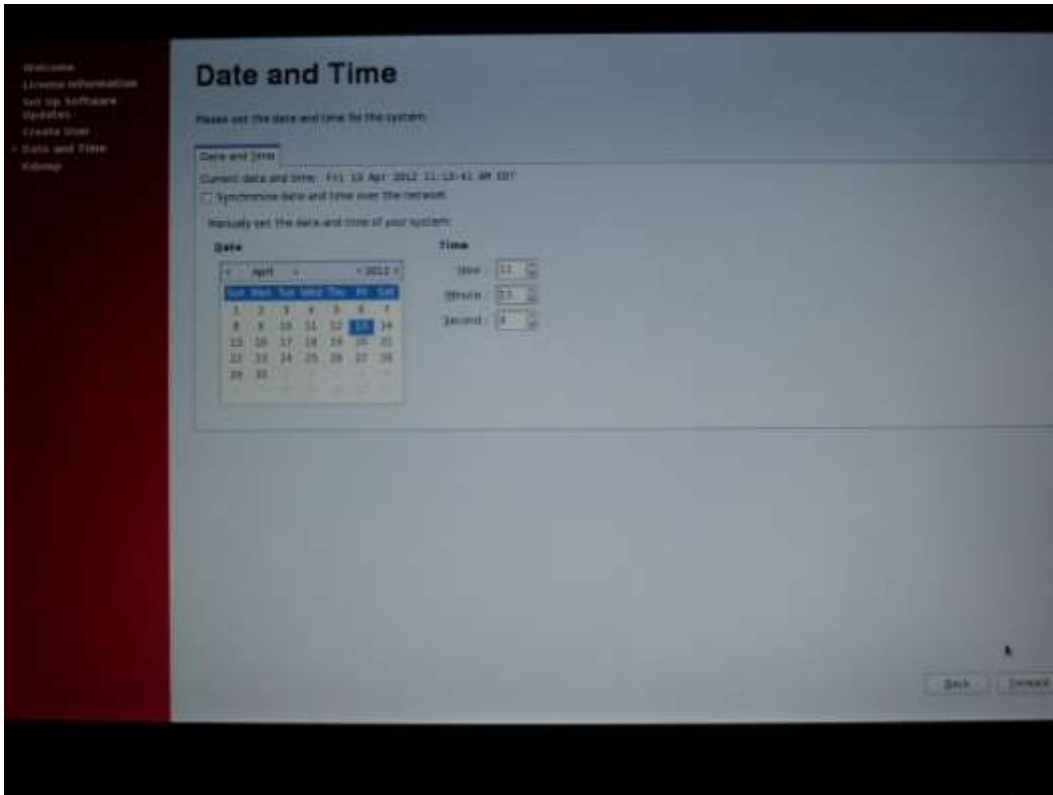 Welcome
License Information
Set Up Software
Updates
Create User
Date and Time
Kdump
Date and Time
Please set the date and time for the system.
Date and Time
Current date and time: Fri 13 Apr 2012 11:13:41 AM EDT
Synchronize date and time over the network
Manually set the date and time of your system:
Date Time
< April > < 2012 >
Sun Mon Tue Wed Thu Fri Sat
1 2 3 4 5 6 7
8 9 10 11 12 13 14
15 16 17 18 19 20 21
22 23 24 25 26 27 28
29 30
Hour : 11
Minute : 13
Second :
Back Forward